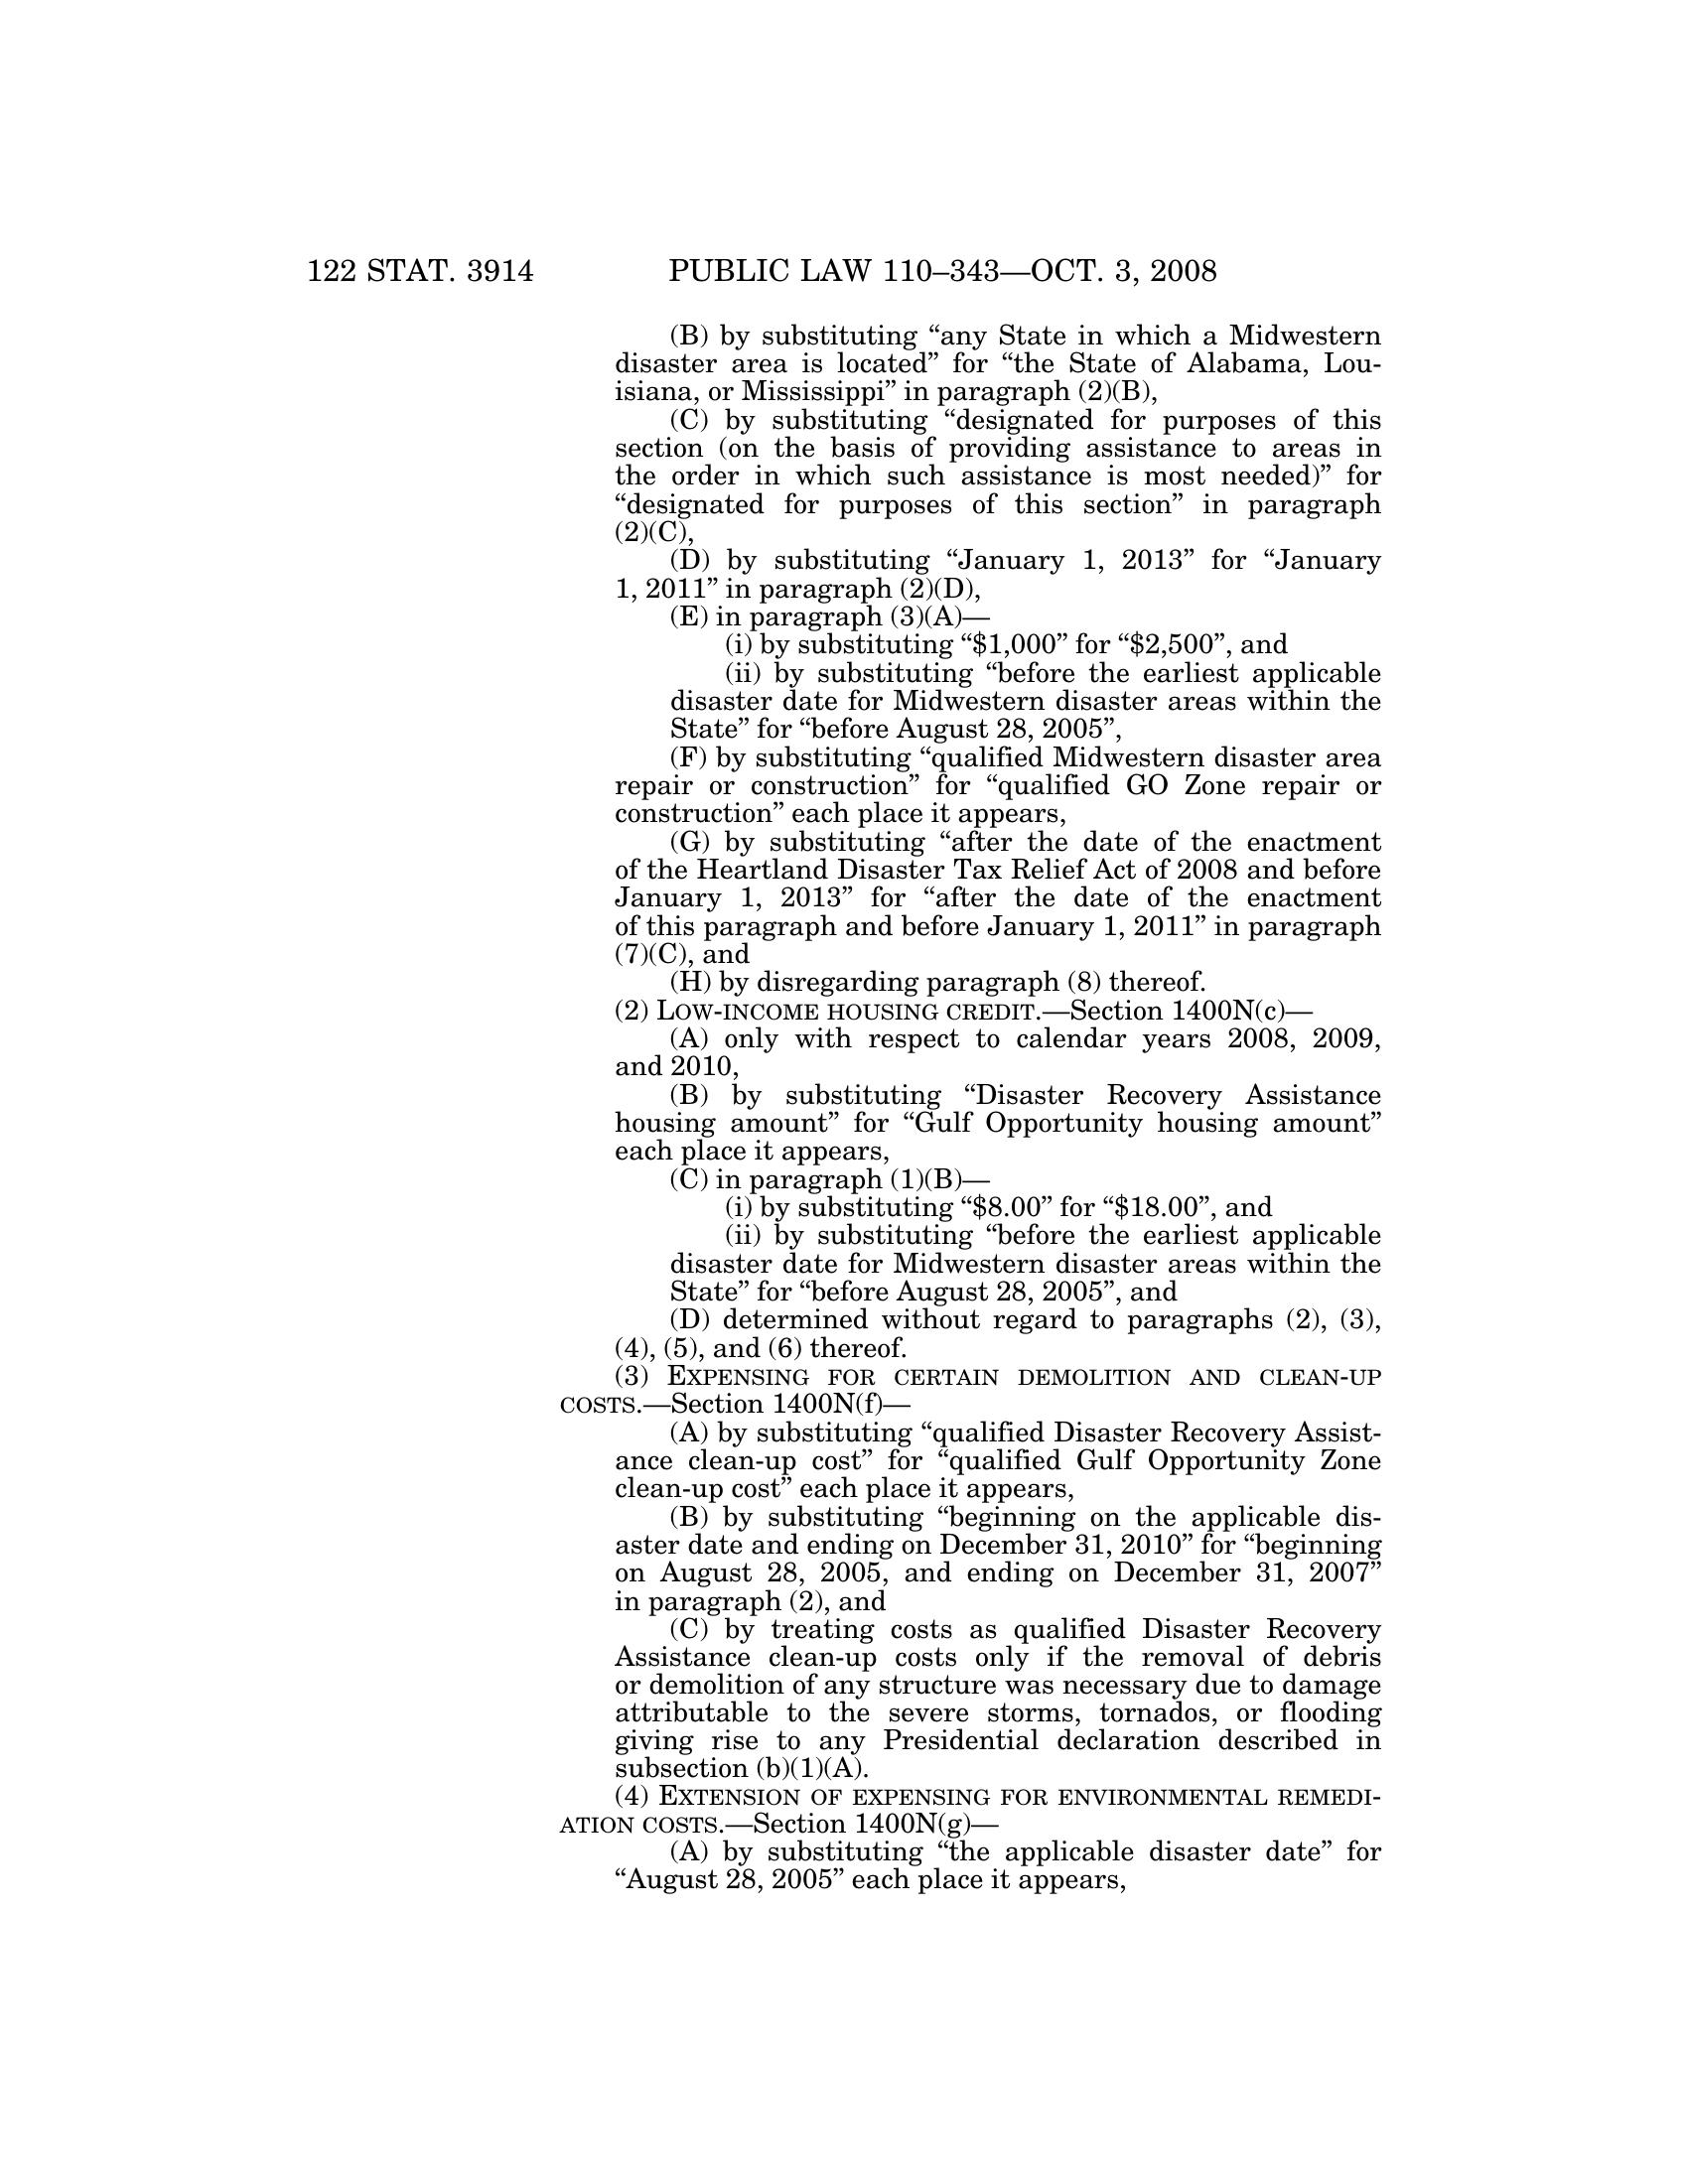 122 STAT. 3914 PUBLIC LAW 110–343—OCT. 3, 2008
(B) by substituting “any State in which a Midwestern
disaster area is located” for “the State of Alabama, Lou-
isiana, or Mississippi” in paragraph (2)(B),
(C) by substituting “designated for purposes of this
section (on the basis of providing assistance to areas in
the order in which such assistance is most needed)” for
“designated for purposes of this section” in paragraph
(2)(C),
(D) by substituting “January 1, 2013” for “January
1, 2011” in paragraph (2)(D),
(E) in paragraph (3)(A)—
(i) by substituting “$1,000” for “$2,500”, and
(ii) by substituting “before the earliest applicable
disaster date for Midwestern disaster areas within the
State” for “before August 28, 2005”,
(F) by substituting “qualified Midwestern disaster area
repair or construction” for “qualified GO Zone repair or
construction” each place it appears,
(G) by substituting “after the date of the enactment
of the Heartland Disaster Tax Relief Act of 2008 and before
January 1, 2013” for “after the date of the enactment
of this paragraph and before January 1, 2011” in paragraph
(7)(C), and
(H) by disregarding paragraph (8) thereof.
(2) LOW-INCOME HOUSING CREDIT.—Section 1400N(c)—
(A) only with respect to calendar years 2008, 2009,
and 2010,
(B) by substituting “Disaster Recovery Assistance
housing amount” for “Gulf Opportunity housing amount”
each place it appears,
(C) in paragraph (1)(B)—
(i) by substituting “$8.00” for “$18.00”, and
(ii) by substituting “before the earliest applicable
disaster date for Midwestern disaster areas within the
State” for “before August 28, 2005”, and
(D) determined without regard to paragraphs (2), (3),
(4), (5), and (6) thereof.
(3) EXPENSING FOR CERTAIN DEMOLITION AND CLEAN-UP
COSTS.—Section 1400N(f)—
(A) by substituting “qualified Disaster Recovery Assist-
ance clean-up cost” for “qualified Gulf Opportunity Zone
clean-up cost” each place it appears,
(B) by substituting “beginning on the applicable dis-
aster date and ending on December 31, 2010” for “beginning
on August 28, 2005, and ending on December 31, 2007”
in paragraph (2), and
(C) by treating costs as qualified Disaster Recovery
Assistance clean-up costs only if the removal of debris
or demolition of any structure was necessary due to damage
attributable to the severe storms, tornados, or flooding
giving rise to any Presidential declaration described in
subsection (b)(1)(A).
(4) EXTENSION OF EXPENSING FOR ENVIRONMENTAL REMEDI-
ATION COSTS.—Section 1400N(g)—
(A) by substituting “the applicable disaster date” for
“August 28, 2005” each place it appears,